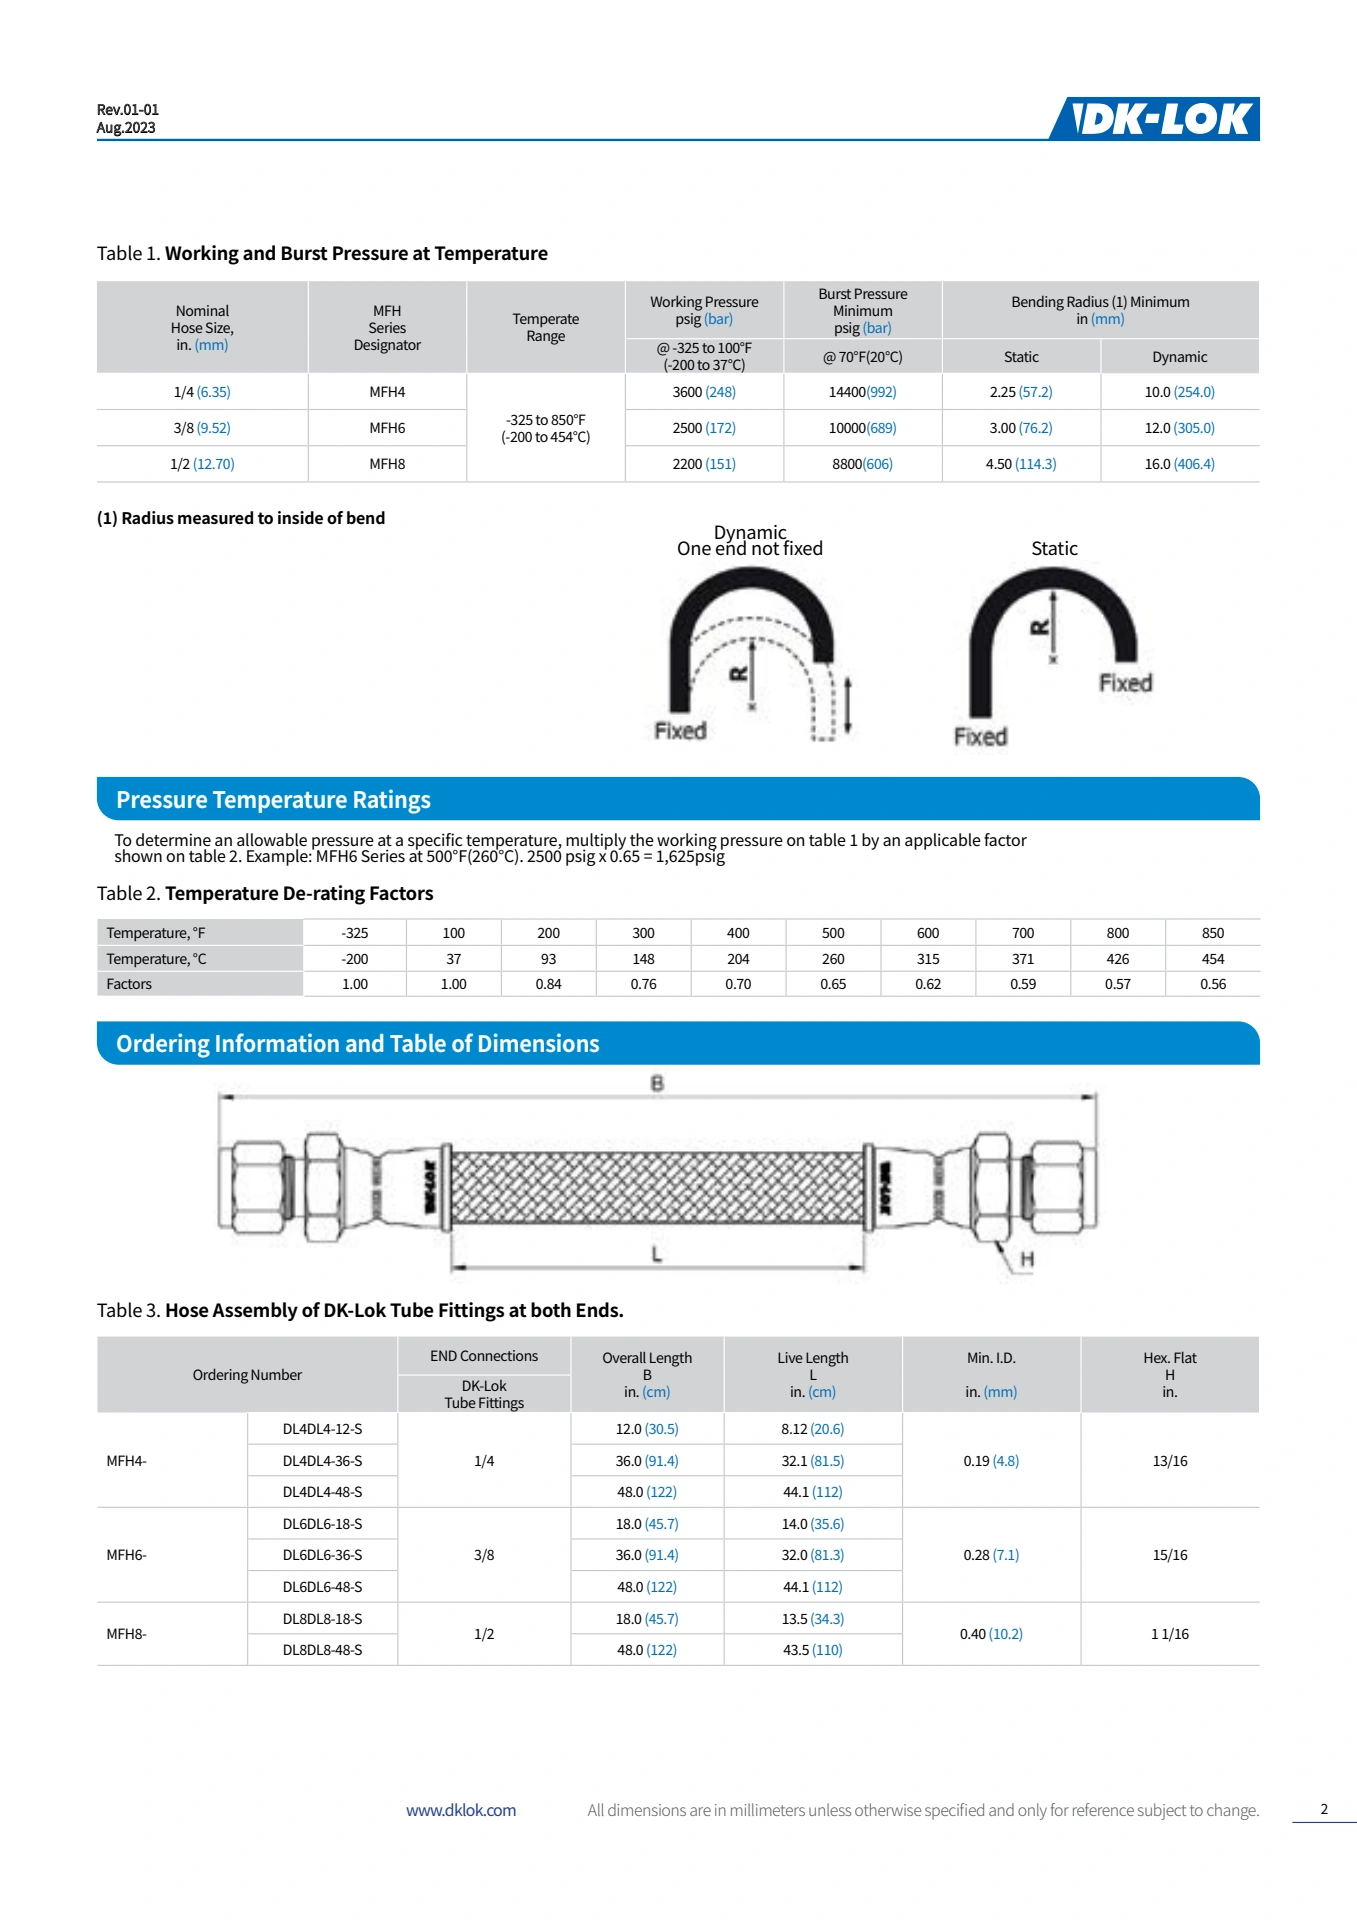 Rev.01-01
Aug.2023
DK-LOK
Table 1. Working and Burst Pressure at Temperature
Nominal
Hose Size,
in. (mm)
MFH
Series
Designator
Temperate
Range
Working Pressure
psig (bar)
Burst Pressure
Minimum
psig (bar)
Bending Radius (1) Minimum
in (mm)
@ -325 to 100°F
(-200 to 37°C)
@ 70°F(20°C)
Static
Dynamic
1/4 (6.35) MFH4 3600 (248) 14400(992) 2.25 (57.2) 10.0 (254.0)
-325 to 850°F
(-200 to 454°C)
3/8 (9.52) MFH6 2500 (172) 10000(689) 3.00 (76.2) 12.0 (305.0)
1/2 (12.70) MFH8 2200 (151) 8800(606) 4.50 (114.3) 16.0 (406.4)
(1) Radius measured to inside of bend
Dynamic
One end not fixed
Static
R
Fixed
R
Fixed
Fixed
Pressure Temperature Ratings
To determine an allowable pressure at a specific temperature, multiply the working pressure on table 1 by an applicable factor
shown on table 2. Example: MFH6 Series at 500°F(260°C). 2500 psig x 0.65 = 1,625psig
Table 2. Temperature De-rating Factors
Temperature, °F -325 100 200 300 400 500 600 700 800 850
Temperature, °C -200 37 93 148 204 260 315 371 426 454
Factors 1.00 1.00 0.84 0.76 0.70 0.65 0.62 0.59 0.57 0.56
Ordering Information and Table of Dimensions
B
DK-LOK
DK-LOK
L
H
Table 3. Hose Assembly of DK-Lok Tube Fittings at both Ends.
Ordering Number
END Connections
DK-Lok
Tube Fittings
Overall Length
B
in. (cm)
Live Length
L
in. (cm)
Min. I.D.
in. (mm)
Hex. Flat
H
in.
DL4DL4-12-S 12.0 (30.5) 8.12 (20.6)
MFH4- DL4DL4-36-S 1/4 36.0 (91.4) 32.1 (81.5) 0.19 (4.8) 13/16
DL4DL4-48-S 48.0 (122) 44.1 (112)
DL6DL6-18-S 18.0 (45.7) 14.0 (35.6)
MFH6- DL6DL6-36-S 3/8 36.0 (91.4) 32.0 (81.3) 0.28 (7.1) 15/16
DL6DL6-48-S 48.0 (122) 44.1 (112)
DL8DL8-18-S 18.0 (45.7) 13.5 (34.3)
MFH8- 1/2 0.40 (10.2) 1 1/16
DL8DL8-48-S 48.0 (122) 43.5 (110)
www.dklok.com All dimensions are in millimeters unless otherwise specified and only for reference subject to change. 2